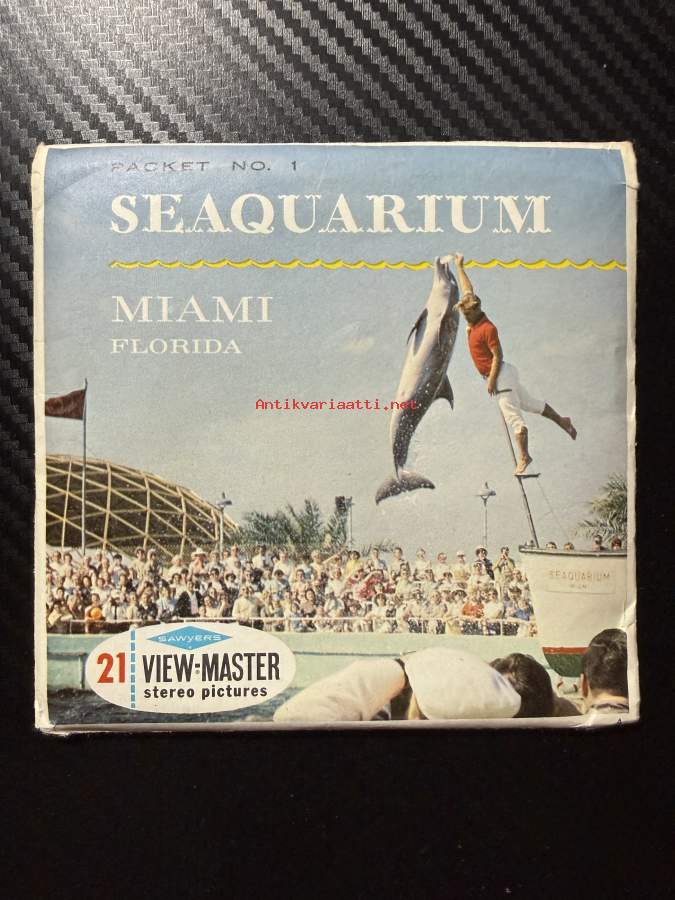 PACKET NO. 1
SEAQUARIUM
MIAMI
FLORIDA
Antikvariaatti.net
SEAQUARIUM
SAWYER'S
21 VIEW-MASTER
stereo pictures